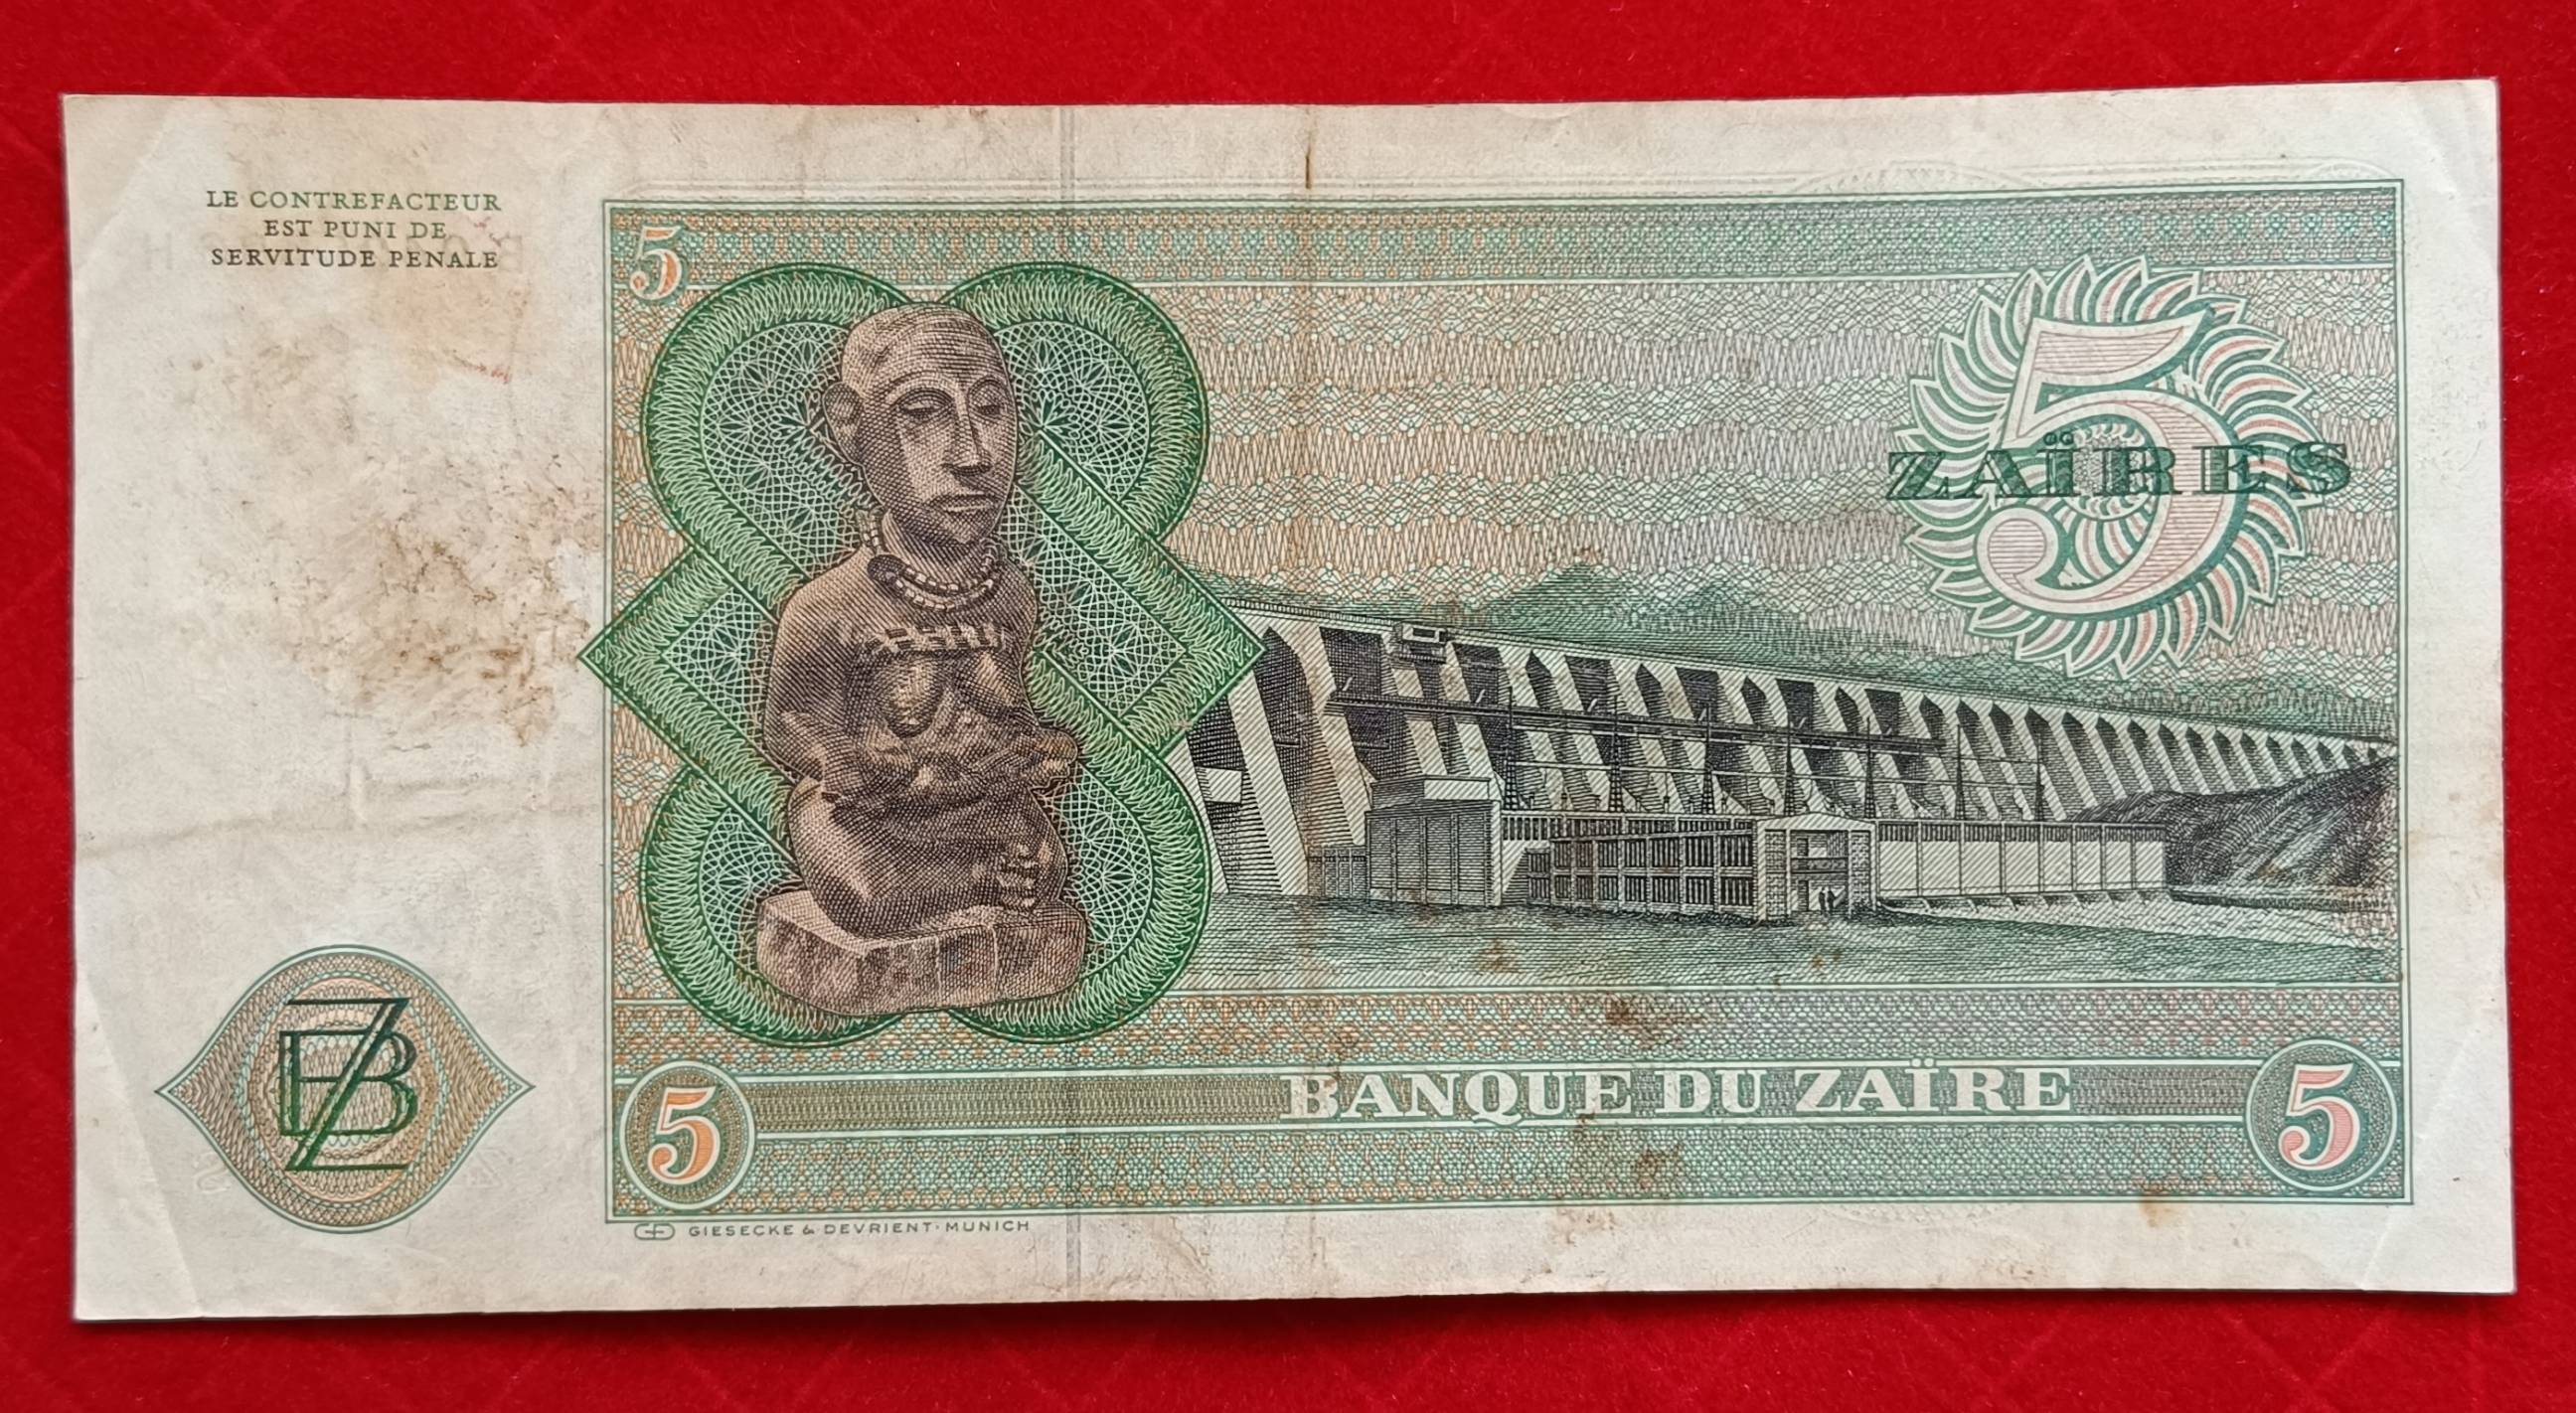 LE CONTREFACTEUR
EST PUNI DE
SERVITUDE PENALE
5
5
ZAÏRES
BZ
5
BANQUE DU ZAÏRE
5
GD GIESECKE & DEVRIENT · MUNICH